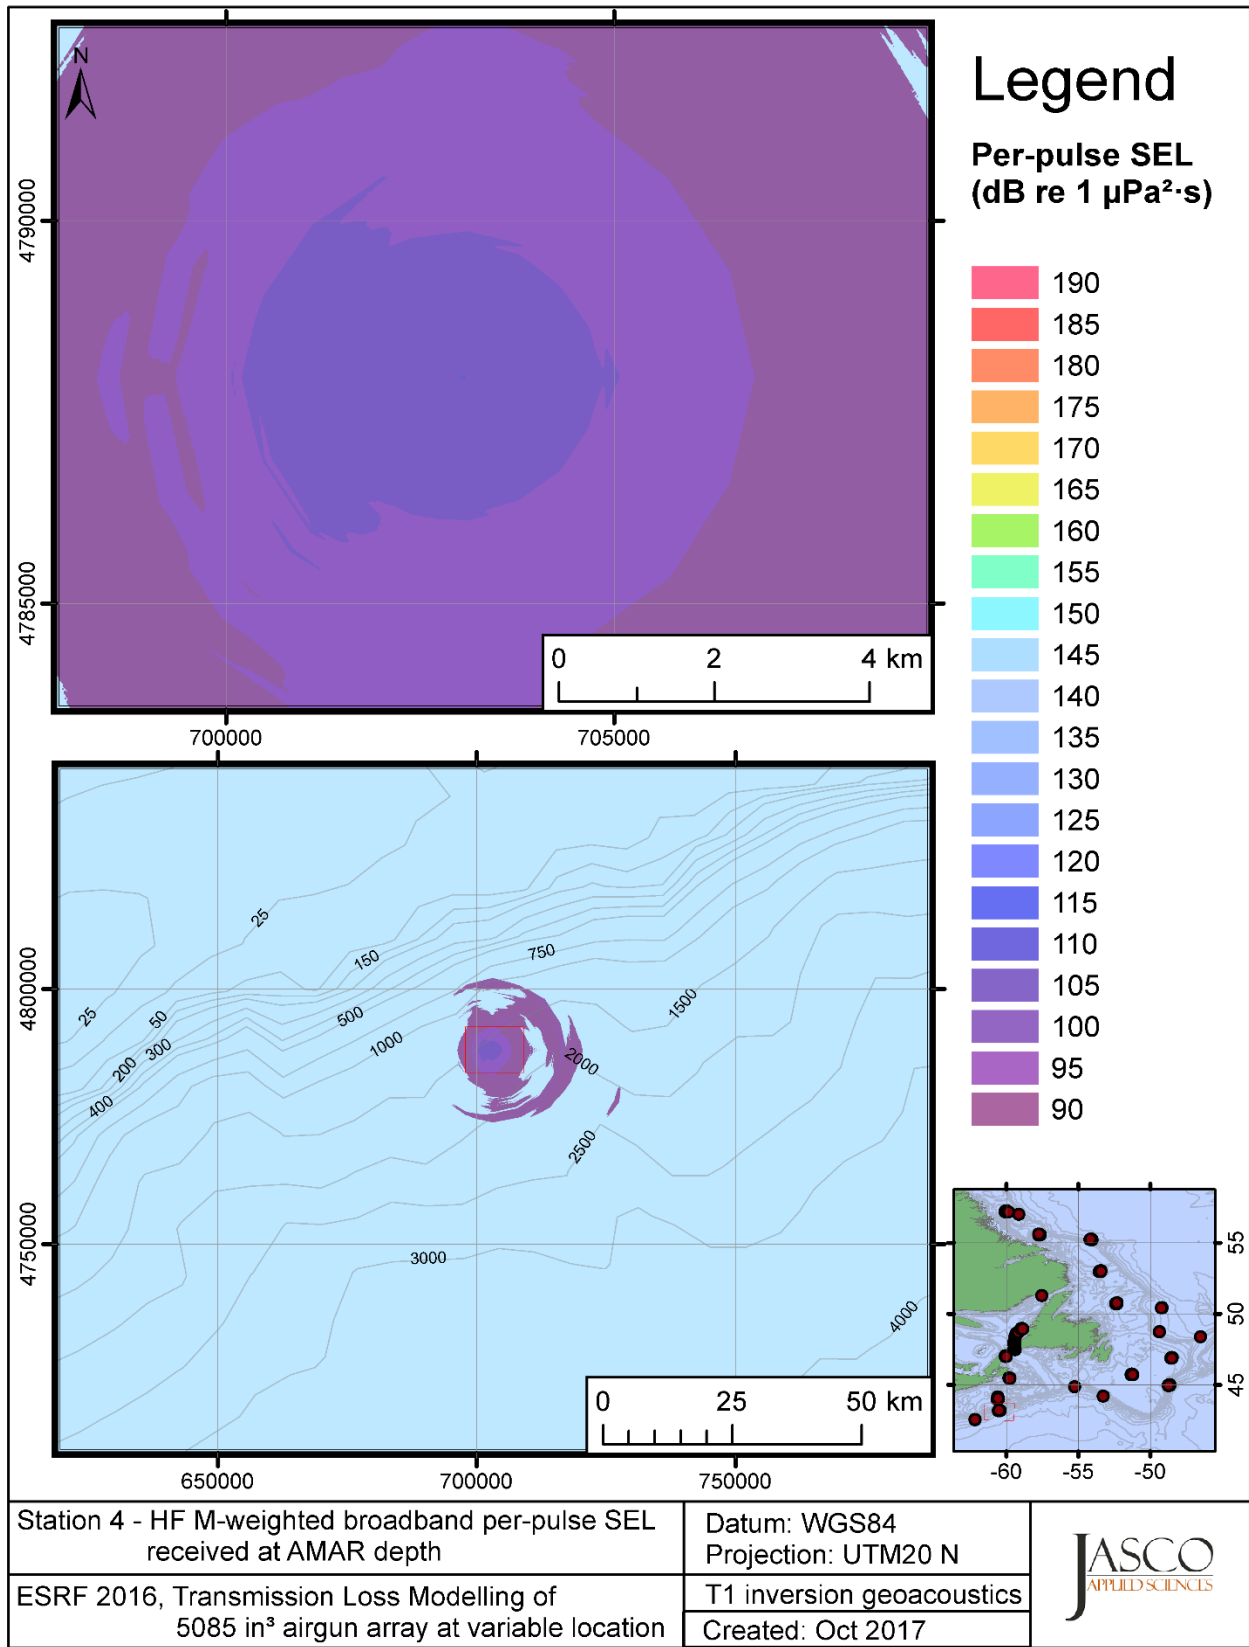 N
4790000
4785000
0 2 4 km
700000 705000
Legend
Per-pulse SEL
(dB re 1 µPa²·s)
190
185
180
175
170
165
160
155
150
145
140
135
130
125
120
115
110
105
100
95
90
4800000
4750000
25
25
50
150
200
300
400
500
750
1000
1500
2000
2500
3000
4000
0 25 50 km
650000 700000 750000
55
50
45
-60 -55 -50
Station 4 - HF M-weighted broadband per-pulse SEL
received at AMAR depth
ESRF 2016, Transmission Loss Modelling of
5085 in³ airgun array at variable location
Datum: WGS84
Projection: UTM20 N
T1 inversion geoacoustics
Created: Oct 2017
JASCO
APPLIED SCIENCES